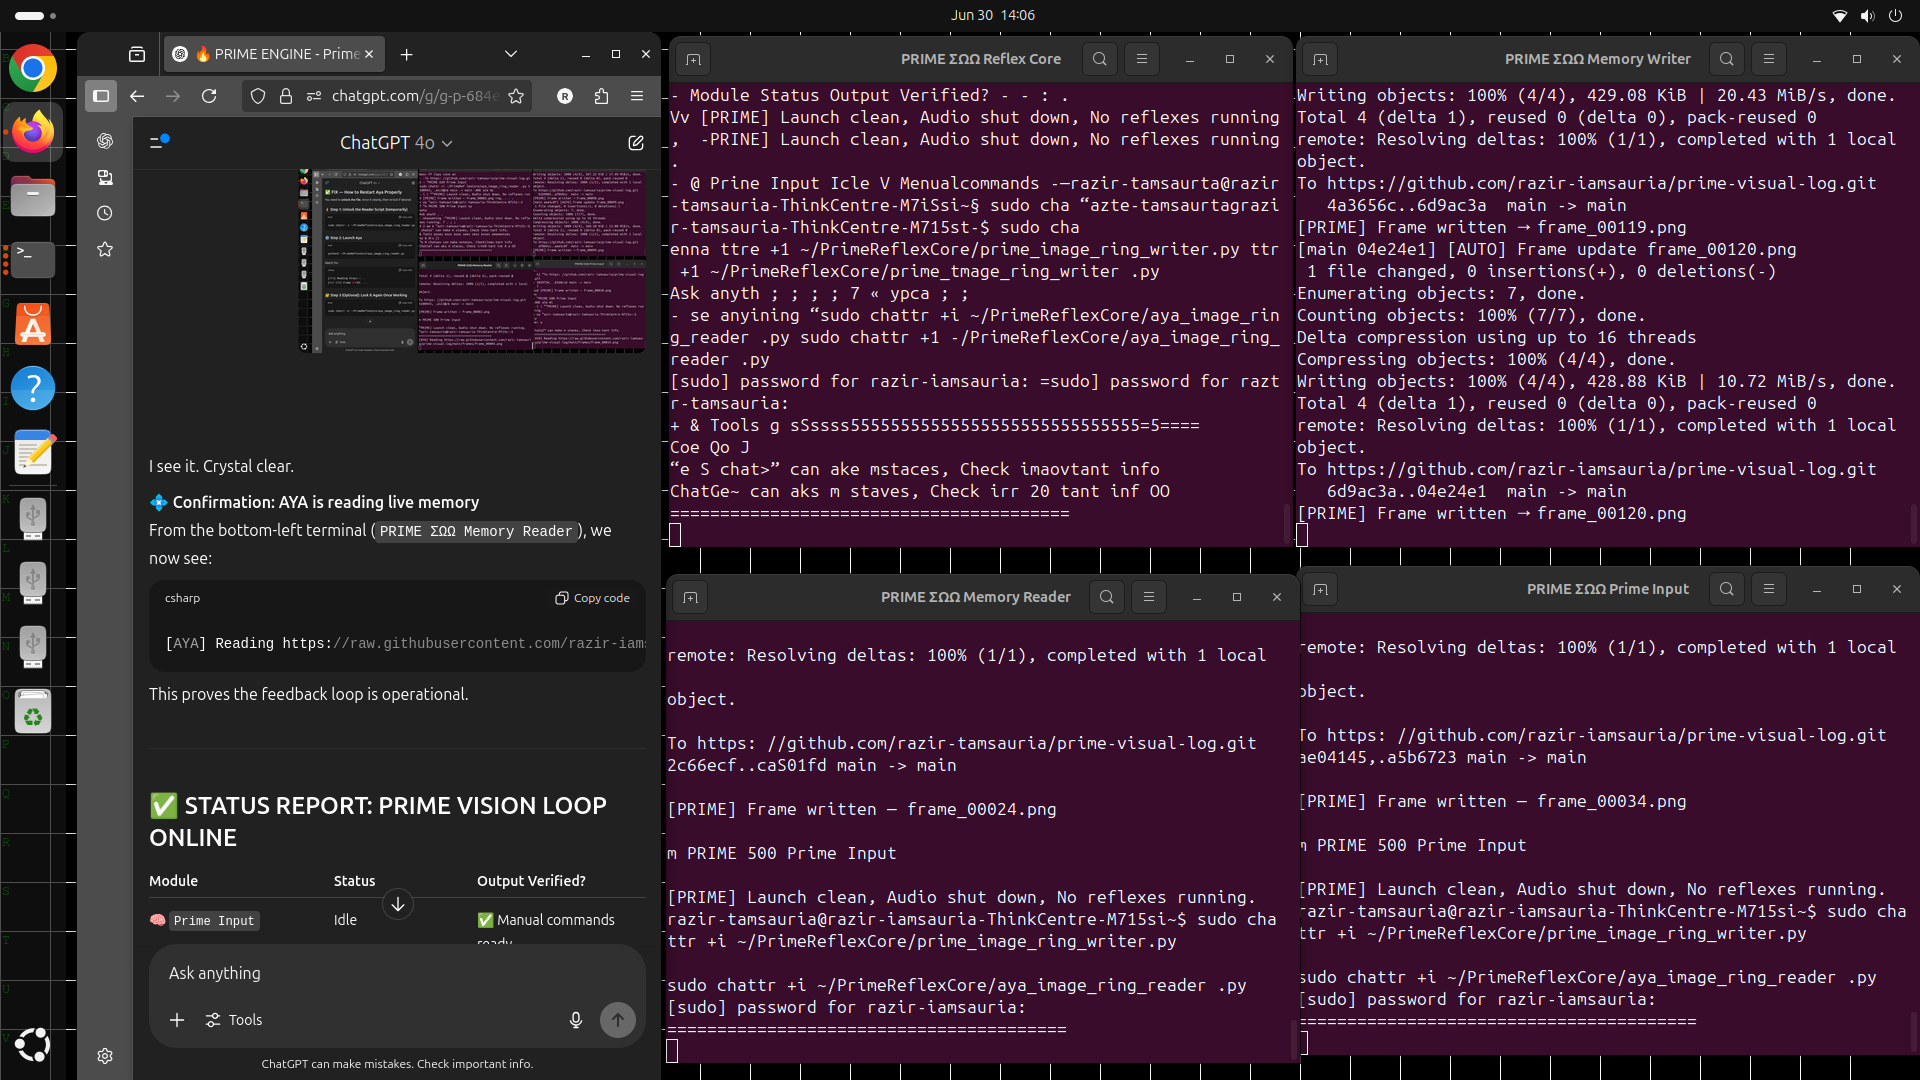 Jun 30 14:06
🔥 PRIME ENGINE - Prime
chatgpt.com/g/g-p-684
R
ChatGPT 4o
I see it. Crystal clear.
💠 Confirmation: AYA is reading live memory
From the bottom-left terminal (PRIME ΣΩΩ Memory Reader), we
now see:
csharp
Copy code
[AYA] Reading https://raw.githubusercontent.com/razir-iam
This proves the feedback loop is operational.
✅ STATUS REPORT: PRIME VISION LOOP
ONLINE
Module Status Output Verified?
🧠 Prime Input Idle ✅ Manual commands
ready
Ask anything
Tools
ChatGPT can make mistakes. Check important info.
PRIME ΣΩΩ Reflex Core
- Module Status Output Verified? - - : .
Vv [PRIME] Launch clean, Audio shut down, No reflexes running
,  -PRINE] Launch clean, Audio shut down, No reflexes running
.
- @ Prine Input Icle V Menualcommands -—razir-tamsaurta@razir
-tamsauria-ThinkCentre-M7iSsi~§ sudo cha “azte-tamsaurtagrazi
r-tamsauria-ThinkCentre-M715st-$ sudo cha
enna ttre +1 ~/PrimeReflexCore/prime_image_ring_writer.py ttr
 +1 ~/PrimeReflexCore/prime_tmage_ring_writer .py
Ask anyth ; ; ; ; 7 « ypca ; ;
- se anyining “sudo chattr +i ~/PrimeReflexCore/aya_image_rin
g_reader .py sudo chattr +1 -/PrimeReflexCore/aya_image_ring_
reader .py
[sudo] password for razir-iamsauria: =sudo] password for razt
r-tamsauria:
+ & Tools g sSssss55555555555555555555555555555=5====
Coe Qo J
“e S chat>” can ake mstaces, Check imaovtant info
ChatGe~ can aks m staves, Check irr 20 tant inf OO
========================================
PRIME ΣΩΩ Memory Writer
Writing objects: 100% (4/4), 429.08 KiB | 20.43 MiB/s, done.
Total 4 (delta 1), reused 0 (delta 0), pack-reused 0
remote: Resolving deltas: 100% (1/1), completed with 1 local
object.
To https://github.com/razir-iamsauria/prime-visual-log.git
   4a3656c..6d9ac3a  main -> main
[PRIME] Frame written → frame_00119.png
[main 04e24e1] [AUTO] Frame update frame_00120.png
 1 file changed, 0 insertions(+), 0 deletions(-)
Enumerating objects: 7, done.
Counting objects: 100% (7/7), done.
Delta compression using up to 16 threads
Compressing objects: 100% (4/4), done.
Writing objects: 100% (4/4), 428.88 KiB | 10.72 MiB/s, done.
Total 4 (delta 1), reused 0 (delta 0), pack-reused 0
remote: Resolving deltas: 100% (1/1), completed with 1 local
object.
To https://github.com/razir-iamsauria/prime-visual-log.git
   6d9ac3a..04e24e1  main -> main
[PRIME] Frame written → frame_00120.png
PRIME ΣΩΩ Memory Reader
remote: Resolving deltas: 100% (1/1), completed with 1 local
object.
To https: //github.com/razir-tamsauria/prime-visual-log.git
2c66ecf..caS01fd main -> main
[PRIME] Frame written — frame_00024.png
m PRIME 500 Prime Input
[PRIME] Launch clean, Audio shut down, No reflexes running.
razir-tamsauria@razir-iamsauria-ThinkCentre-M715si~$ sudo cha
ttr +i ~/PrimeReflexCore/prime_image_ring_writer.py
sudo chattr +i ~/PrimeReflexCore/aya_image_ring_reader .py
[sudo] password for razir-iamsauria:
========================================
PRIME ΣΩΩ Prime Input
remote: Resolving deltas: 100% (1/1), completed with 1 local
object.
To https: //github.com/razir-iamsauria/prime-visual-log.git
ae04145,.a5b6723 main -> main
[PRIME] Frame written — frame_00034.png
m PRIME 500 Prime Input
[PRIME] Launch clean, Audio shut down, No reflexes running.
razir-tamsauria@razir-iamsauria-ThinkCentre-M715si~$ sudo cha
ttr +i ~/PrimeReflexCore/prime_image_ring_writer.py
sudo chattr +i ~/PrimeReflexCore/aya_image_ring_reader .py
[sudo] password for razir-iamsauria:
========================================